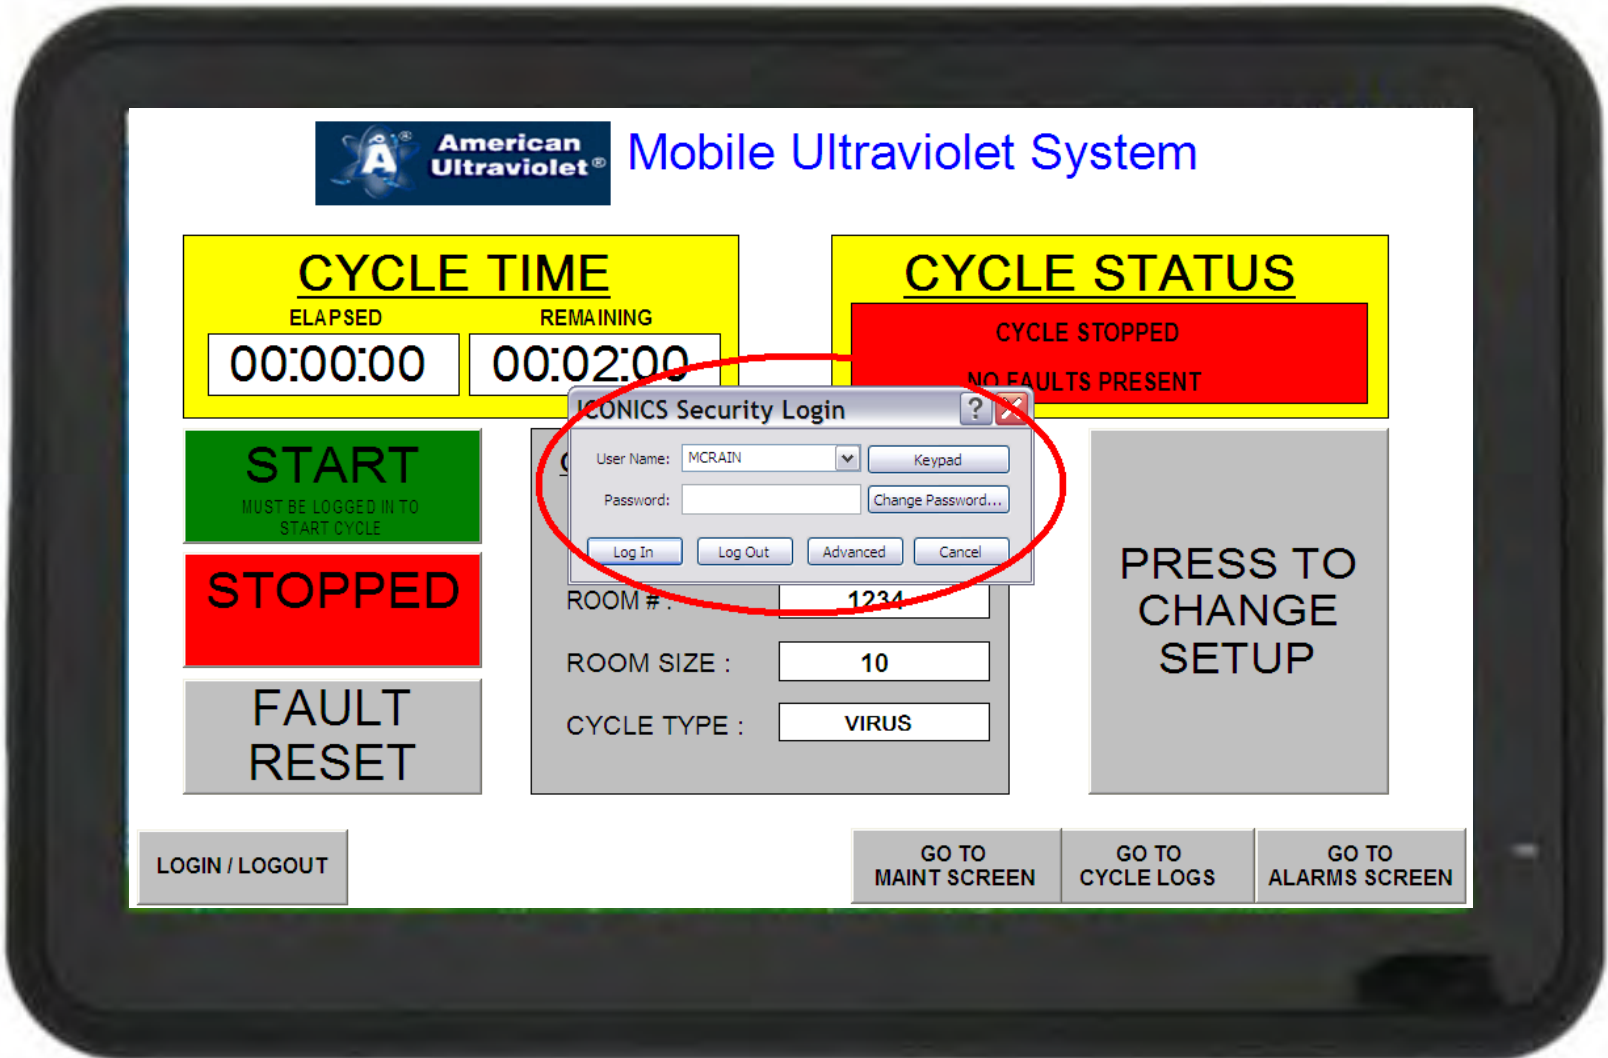 American
Ultraviolet®
Mobile Ultraviolet System
CYCLE TIME
ELAPSED
REMAINING
00:00:00
00:02:00
CYCLE STATUS
CYCLE STOPPED
NO FAULTS PRESENT
ICONICS Security Login
?
User Name:
MCRAIN
Keypad
Password:
Change Password...
Log In
Log Out
Advanced
Cancel
START
MUST BE LOGGED IN TO
START CYCLE
STOPPED
FAULT
RESET
ROOM # :
1234
ROOM SIZE :
10
CYCLE TYPE :
VIRUS
PRESS TO
CHANGE
SETUP
LOGIN / LOGOUT
GO TO
MAINT SCREEN
GO TO
CYCLE LOGS
GO TO
ALARMS SCREEN